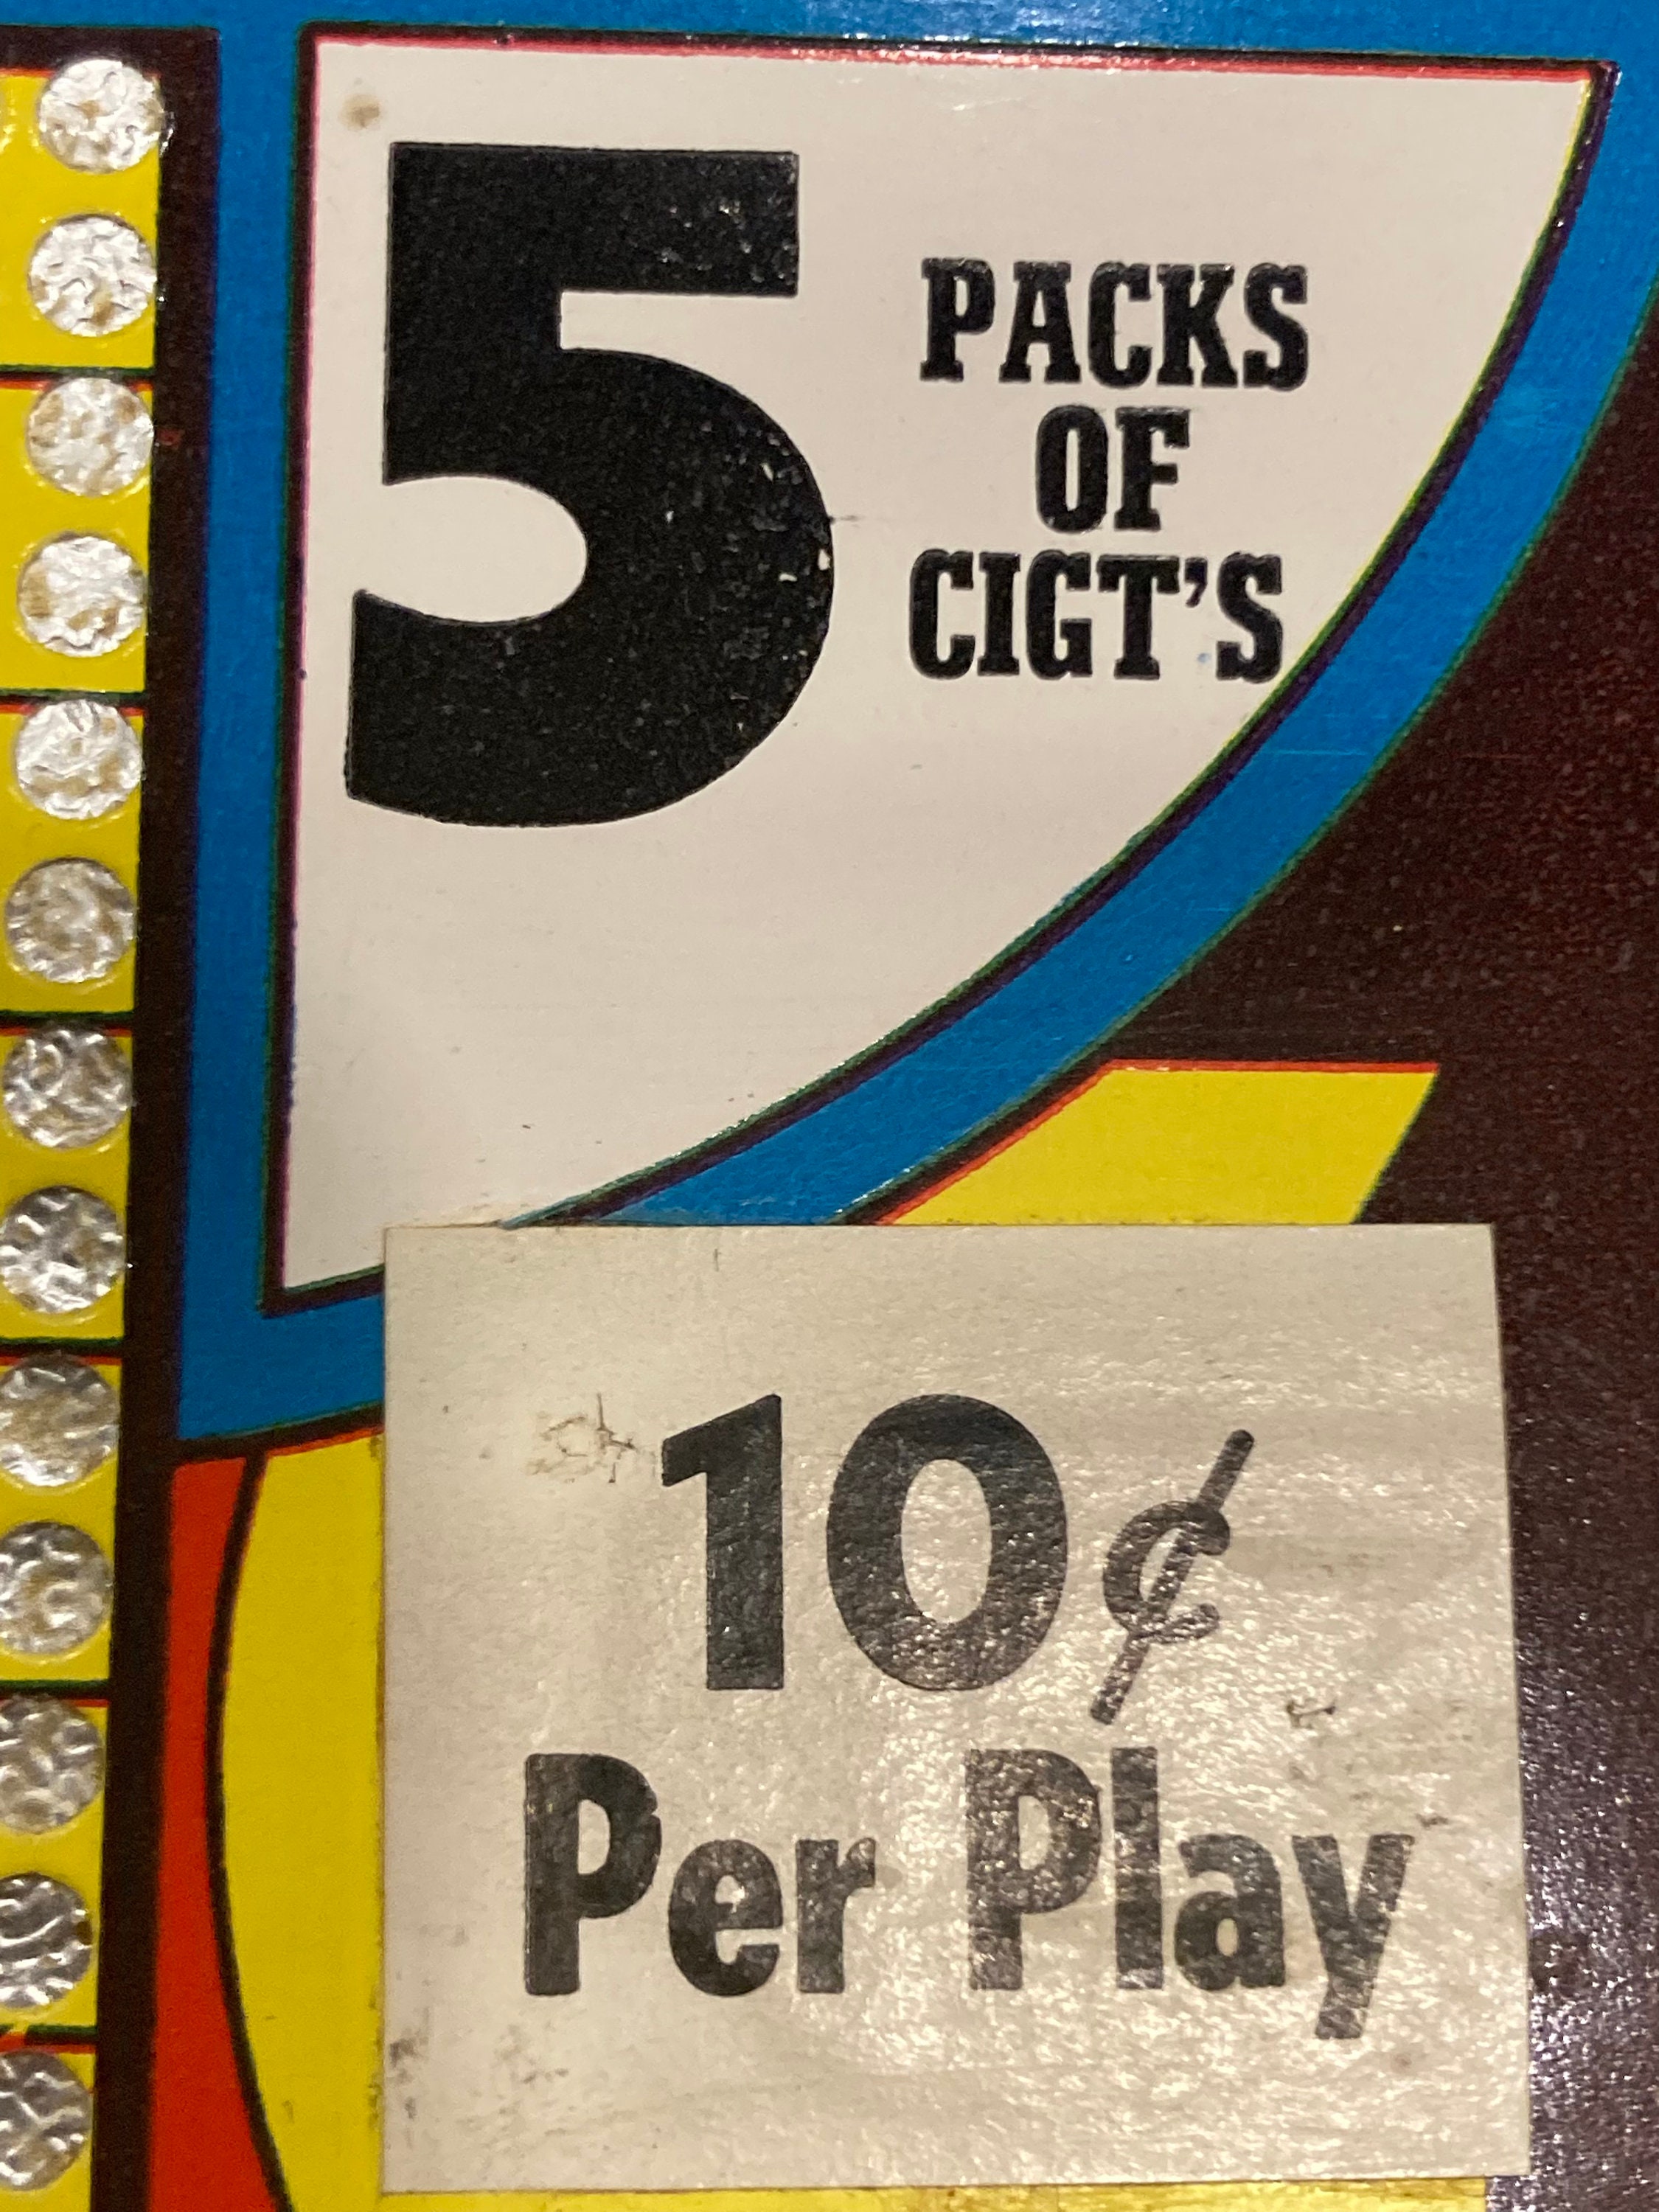 5
PACKS
OF
CIGT'S
10¢
Per Play